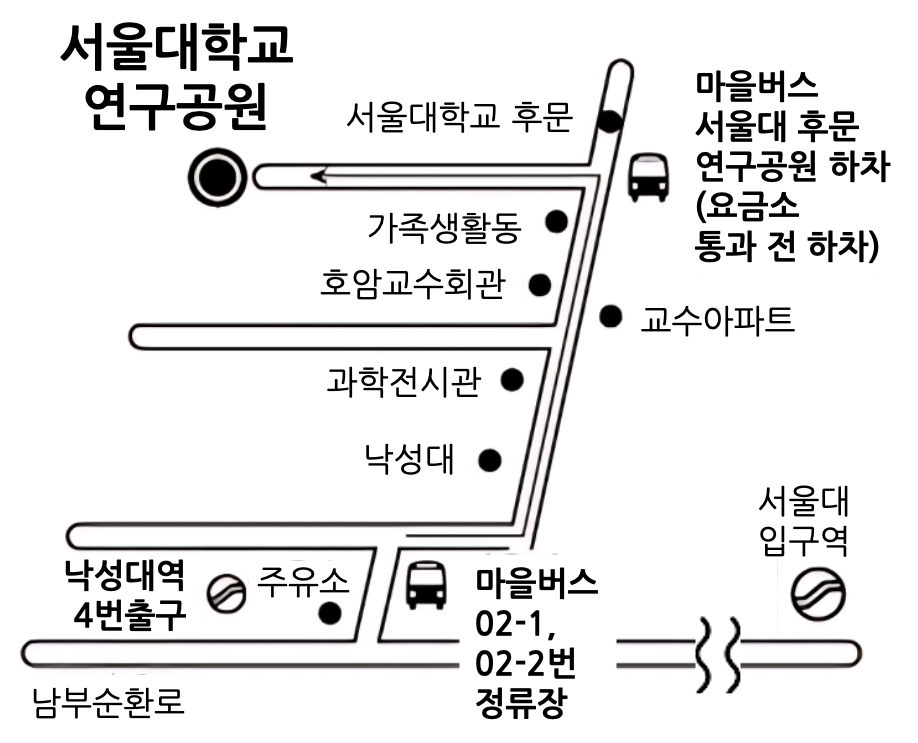 서울대학교
연구공원
서울대학교 후문
마을버스
서울대 후문
연구공원 하차
(요금소
통과 전 하차)
가족생활동
호암교수회관
교수아파트
과학전시관
낙성대
서울대
입구역
낙성대역
4번출구
주유소
마을버스
02-1,
02-2번
정류장
남부순환로